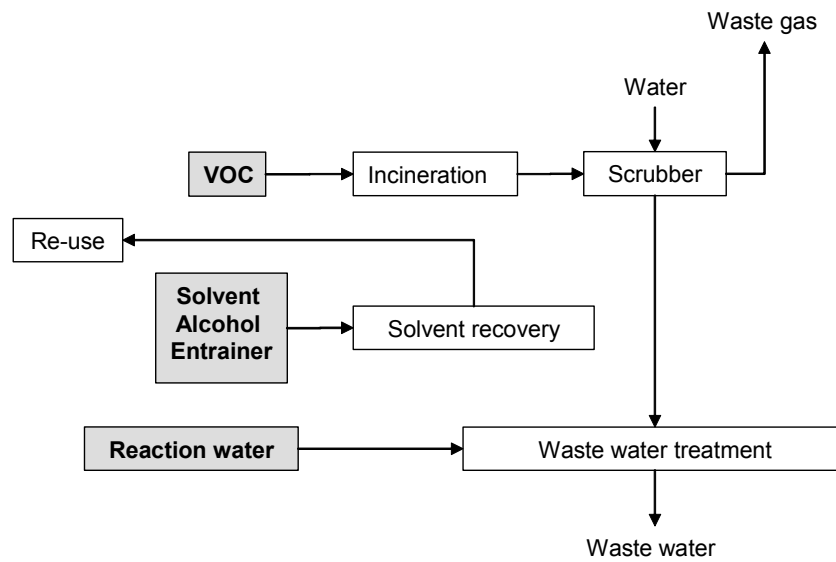 Waste gas
Water
VOC
Incineration
Scrubber
Re-use
Solvent
Alcohol
Entrainer
Solvent recovery
Reaction water
Waste water treatment
Waste water